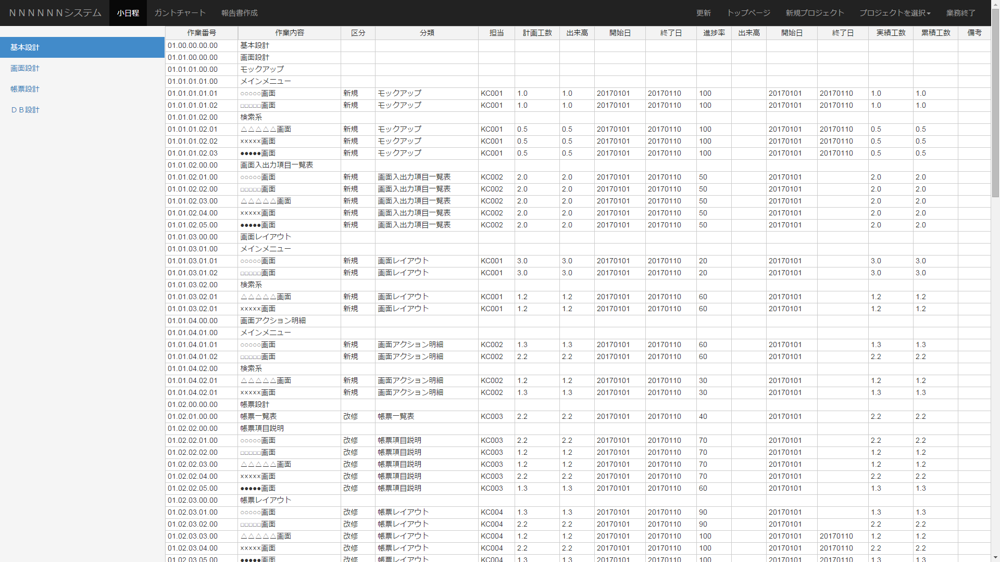 ＮＮＮＮＮＮシステム 小日程 ガントチャート 報告書作成 更新 トップページ 新規プロジェクト プロジェクトを選択 業務終了
基本設計
画面設計
帳票設計
ＤＢ設計
作業番号 作業内容 区分 分類 担当 計画工数 出来高 開始日 終了日 進捗率 出来高 開始日 終了日 実績工数 累積工数 備考
01.00.00.00.00 基本設計
01.01.00.00.00 画面設計
01.01.01.00.00 モックアップ
01.01.01.01.00 メインメニュー
01.01.01.01.01 ○○○○○画面 新規 モックアップ KC001 1.0 1.0 20170101 20170110 100 20170101 20170110 1.0 1.0
01.01.01.01.02 □□□□□画面 新規 モックアップ KC001 1.0 1.0 20170101 20170110 100 20170101 20170110 1.0 1.0
01.01.01.02.00 検索系
01.01.01.02.01 △△△△△画面 新規 モックアップ KC001 0.5 0.5 20170101 20170110 100 20170101 20170110 0.5 0.5
01.01.01.02.02 ×××××画面 新規 モックアップ KC001 0.5 0.5 20170101 20170110 100 20170101 20170110 0.5 0.5
01.01.01.02.03 ●●●●●画面 新規 モックアップ KC001 0.5 0.5 20170101 20170110 100 20170101 20170110 0.5 0.5
01.01.02.00.00 画面入出力項目一覧表
01.01.02.01.00 ○○○○○画面 新規 画面入出力項目一覧表 KC002 2.0 2.0 20170101 20170110 50 20170101 2.0 2.0
01.01.02.02.00 □□□□□画面 新規 画面入出力項目一覧表 KC002 2.0 2.0 20170101 20170110 50 20170101 2.0 2.0
01.01.02.03.00 △△△△△画面 新規 画面入出力項目一覧表 KC002 2.0 2.0 20170101 20170110 50 20170101 2.0 2.0
01.01.02.04.00 ×××××画面 新規 画面入出力項目一覧表 KC002 2.0 2.0 20170101 20170110 50 20170101 2.0 2.0
01.01.02.05.00 ●●●●●画面 新規 画面入出力項目一覧表 KC002 2.0 2.0 20170101 20170110 50 20170101 2.0 2.0
01.01.03.00.00 画面レイアウト
01.01.03.01.00 メインメニュー
01.01.03.01.01 ○○○○○画面 新規 画面レイアウト KC001 3.0 3.0 20170101 20170110 20 20170101 3.0 3.0
01.01.03.01.02 □□□□□画面 新規 画面レイアウト KC001 3.0 3.0 20170101 20170110 20 20170101 3.0 3.0
01.01.03.02.00 検索系
01.01.03.02.01 △△△△△画面 新規 画面レイアウト KC001 1.2 1.2 20170101 20170110 60 20170101 1.2 1.2
01.01.03.02.01 ×××××画面 新規 画面レイアウト KC001 1.2 1.2 20170101 20170110 60 20170101 1.2 1.2
01.01.04.00.00 画面アクション明細
01.01.04.01.00 メインメニュー
01.01.04.01.01 ○○○○○画面 新規 画面アクション明細 KC002 1.3 1.3 20170101 20170110 60 20170101 1.3 1.3
01.01.04.01.02 □□□□□画面 新規 画面アクション明細 KC002 2.2 2.2 20170101 20170110 60 20170101 2.2 2.2
01.01.04.02.00 検索系
01.01.04.02.01 △△△△△画面 新規 画面アクション明細 KC002 1.2 1.2 20170101 20170110 30 20170101 1.2 1.2
01.01.04.02.01 ×××××画面 新規 画面アクション明細 KC002 1.3 1.3 20170101 20170110 30 20170101 1.3 1.3
01.02.00.00.00 帳票設計
01.02.01.00.00 帳票一覧表 改修 帳票一覧表 KC003 2.2 2.2 20170101 20170110 40 20170101 2.2 2.2
01.02.02.00.00 帳票項目説明
01.02.02.01.00 ○○○○○画面 改修 帳票項目説明 KC003 2.2 2.2 20170101 20170110 70 20170101 2.2 2.2
01.02.02.02.00 □□□□□画面 改修 帳票項目説明 KC003 1.2 1.2 20170101 20170110 70 20170101 1.2 1.2
01.02.02.03.00 △△△△△画面 改修 帳票項目説明 KC003 1.2 1.2 20170101 20170110 70 20170101 1.2 1.2
01.02.02.04.00 ×××××画面 改修 帳票項目説明 KC003 2.2 2.2 20170101 20170110 70 20170101 2.2 2.2
01.02.02.05.00 ●●●●●画面 改修 帳票項目説明 KC003 1.3 1.3 20170101 20170110 60 20170101 1.3 1.3
01.02.03.00.00 帳票レイアウト
01.02.03.01.00 ○○○○○画面 改修 帳票レイアウト KC004 1.3 1.3 20170101 20170110 90 20170101 1.3 1.3
01.02.03.02.00 □□□□□画面 改修 帳票レイアウト KC004 2.2 2.2 20170101 20170110 90 20170101 2.2 2.2
01.02.03.03.00 △△△△△画面 改修 帳票レイアウト KC004 1.2 1.2 20170101 20170110 100 20170101 20170110 1.2 1.2
01.02.03.04.00 ×××××画面 改修 帳票レイアウト KC004 2.2 2.2 20170101 20170110 100 20170101 20170110 2.2 2.2
01.02.03.05.00 ●●●●●画面 改修 帳票レイアウト KC004 1.3 1.3 20170101 20170110 100 20170101 20170110 1.3 1.3